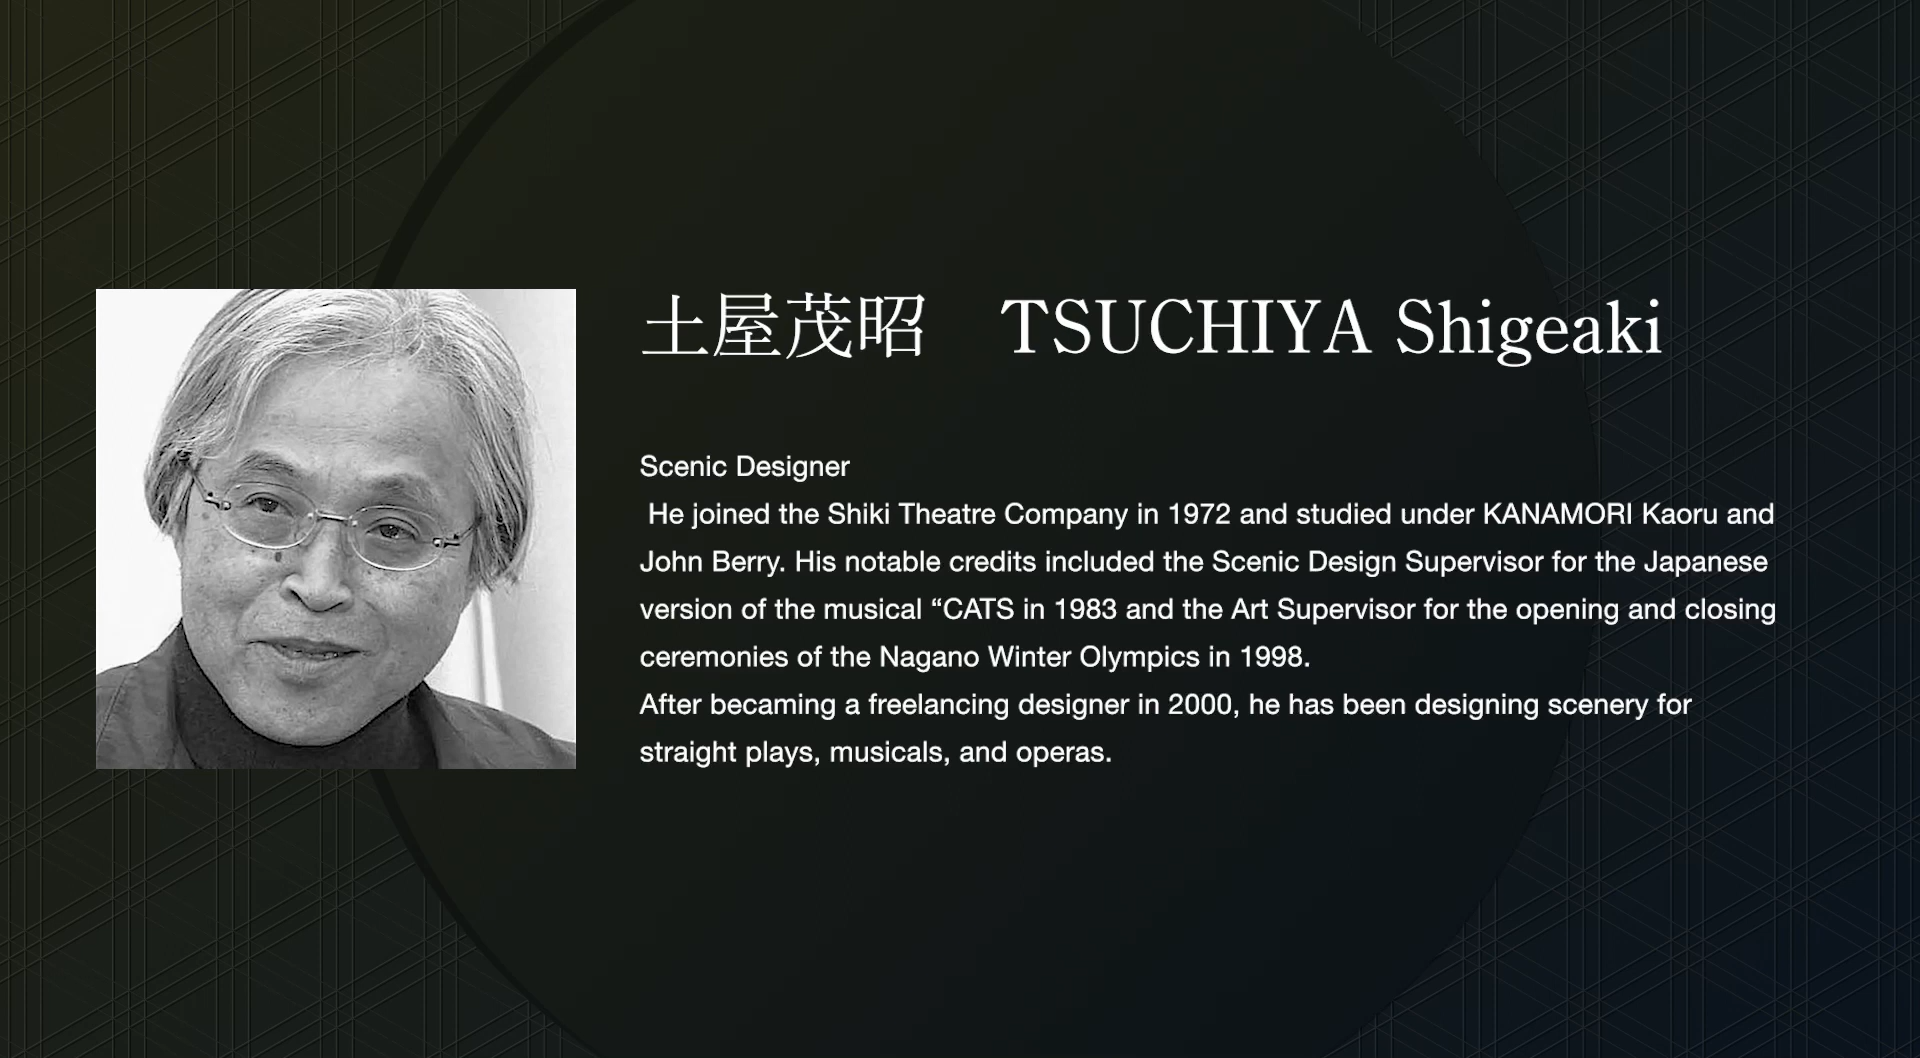 土屋茂昭　TSUCHIYA Shigeaki
Scenic Designer
He joined the Shiki Theatre Company in 1972 and studied under KANAMORI Kaoru and
John Berry. His notable credits included the Scenic Design Supervisor for the Japanese
version of the musical “CATS in 1983 and the Art Supervisor for the opening and closing
ceremonies of the Nagano Winter Olympics in 1998.
After becaming a freelancing designer in 2000, he has been designing scenery for
straight plays, musicals, and operas.